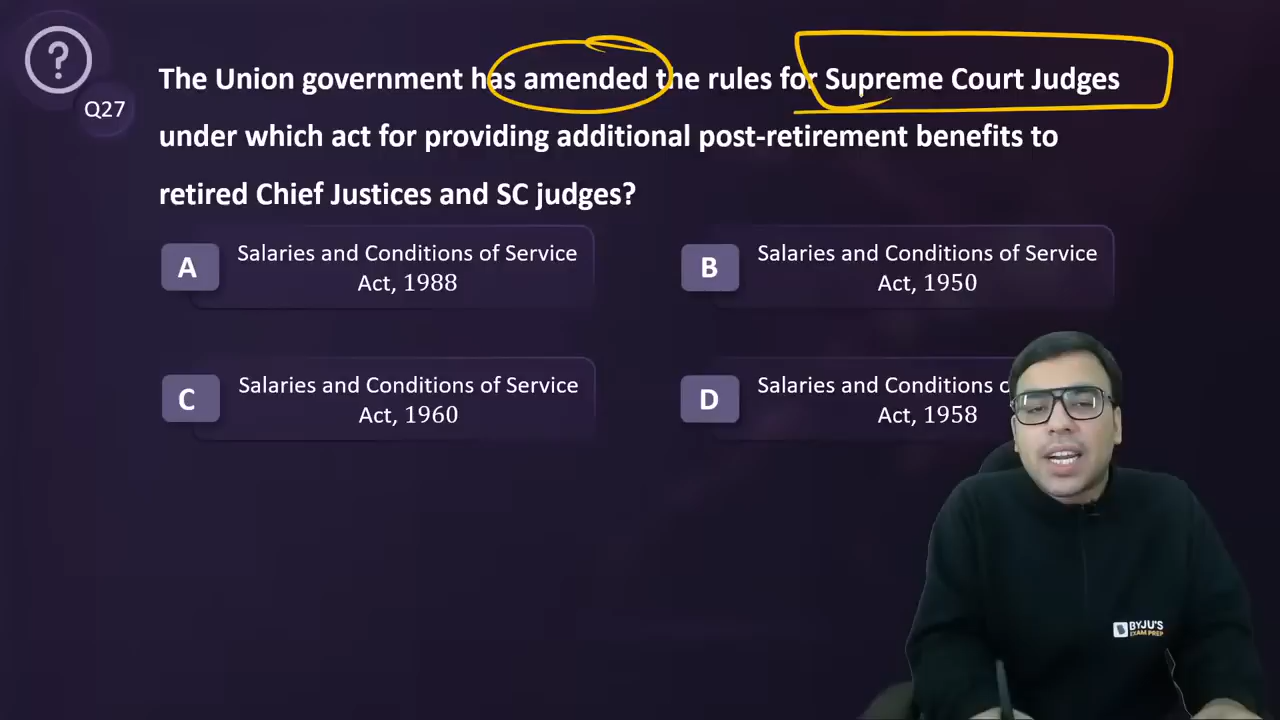 ?
Q27
The Union government has amended the rules for Supreme Court Judges
under which act for providing additional post-retirement benefits to
retired Chief Justices and SC judges?
A
Salaries and Conditions of Service
Act, 1988
B
Salaries and Conditions of Service
Act, 1950
C
Salaries and Conditions of Service
Act, 1960
D
Salaries and Conditions
Act, 1958
BYJU'S
EXAM PREP